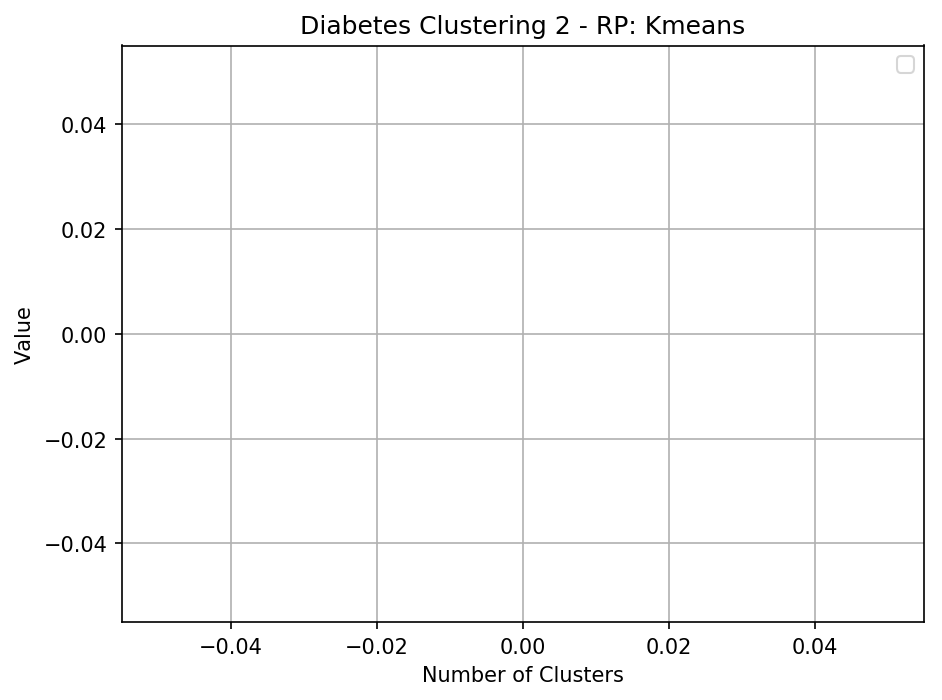 Diabetes Clustering 2 - RP: Kmeans
0.04
0.02
0.00
−0.02
−0.04
Value
−0.04 −0.02 0.00 0.02 0.04
Number of Clusters